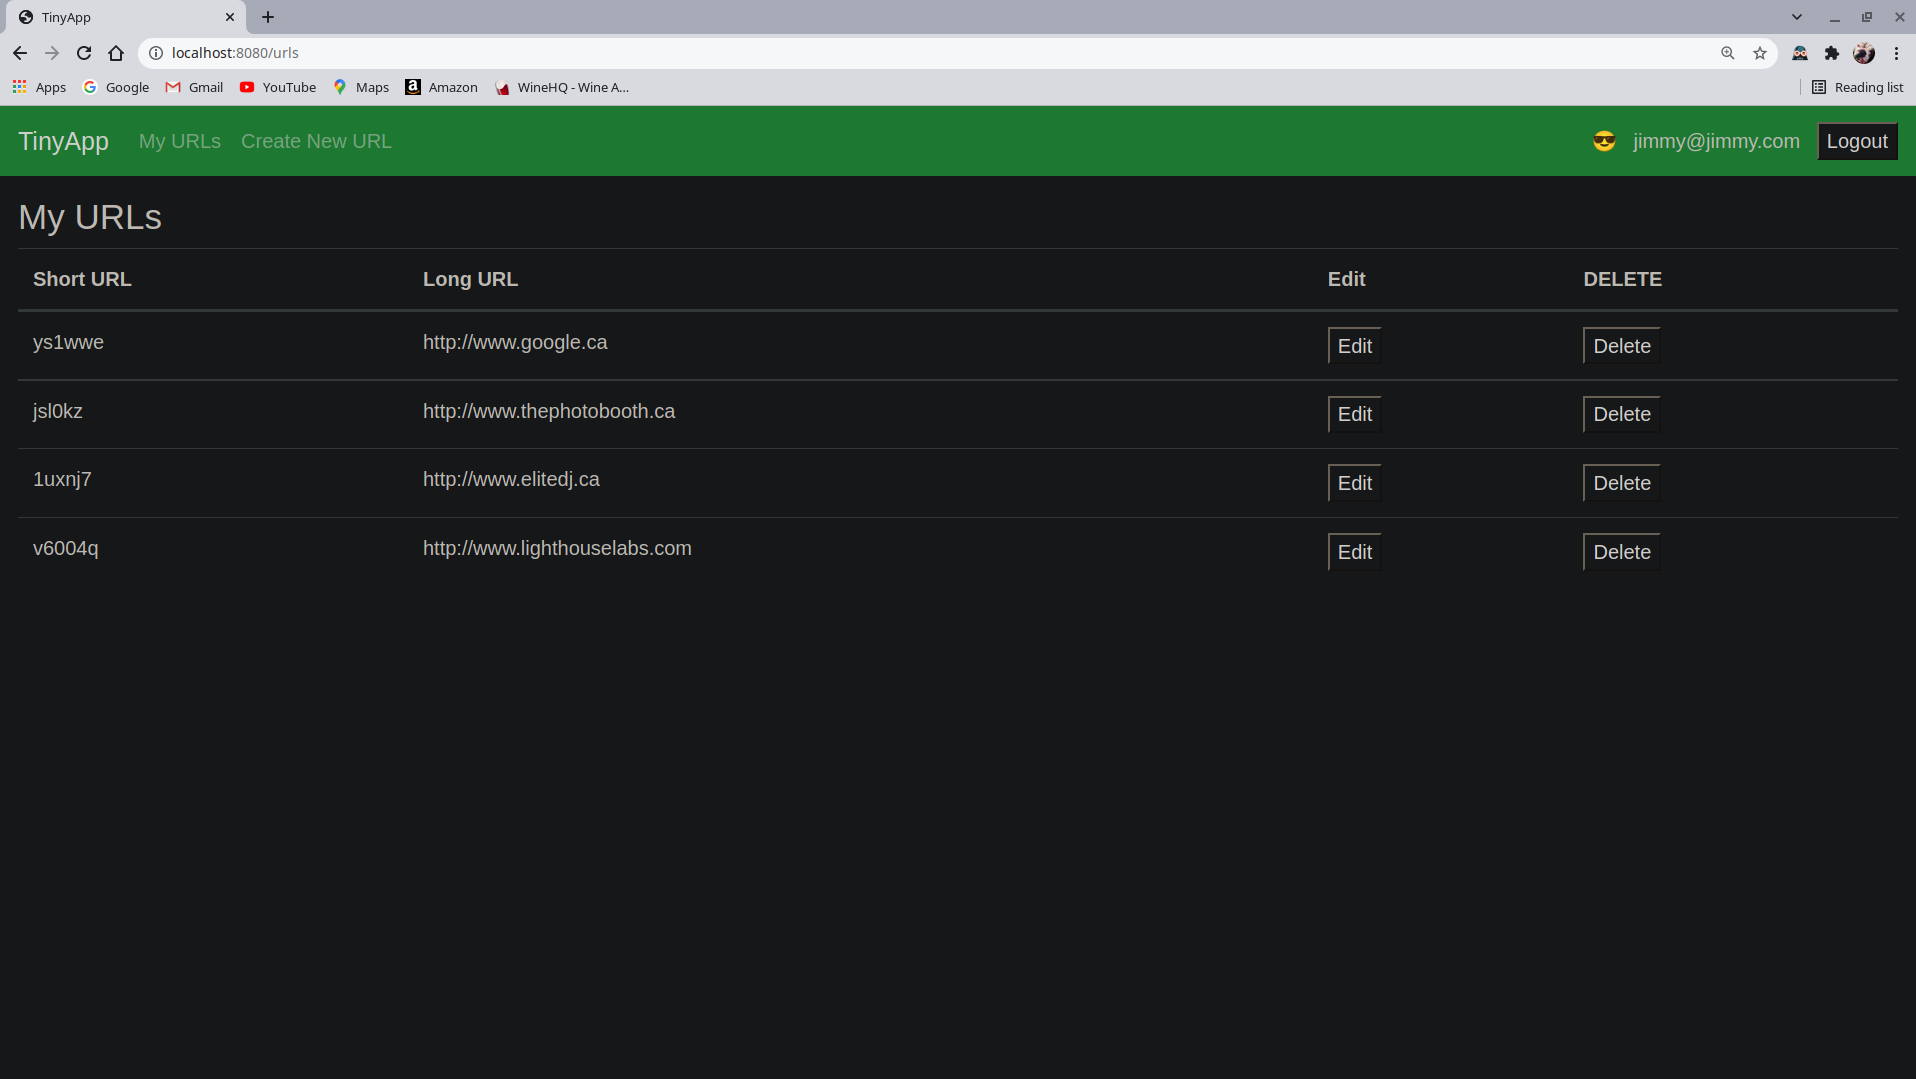 TinyApp
localhost:8080/urls
Apps Google Gmail YouTube Maps Amazon WineHQ - Wine A... Reading list
TinyApp My URLs Create New URL 😎 jimmy@jimmy.com Logout
My URLs
Short URL Long URL Edit DELETE
ys1wwe http://www.google.ca Edit Delete
jsl0kz http://www.thephotobooth.ca Edit Delete
1uxnj7 http://www.elitedj.ca Edit Delete
v6004q http://www.lighthouselabs.com Edit Delete